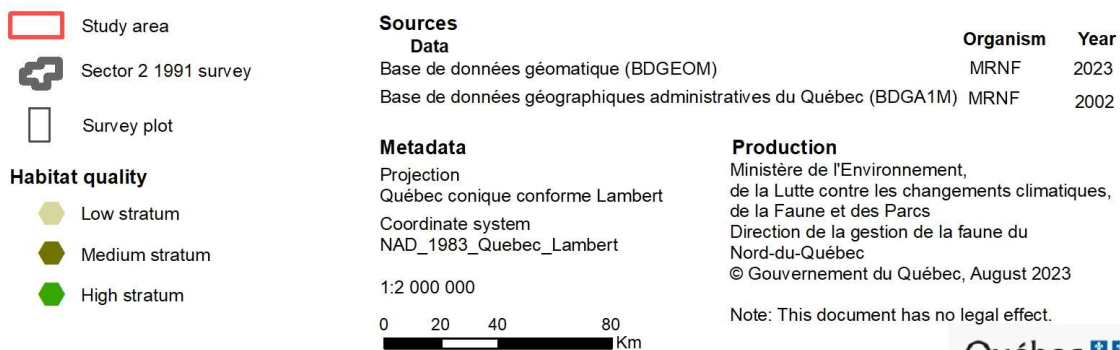 Study area
Sector 2 1991 survey
Survey plot
Habitat quality
Low stratum
Medium stratum
High stratum
Sources
Data Organism Year
Base de données géomatique (BDGEOM) MRNF 2023
Base de données géographiques administratives du Québec (BDGA1M) MRNF 2002
Metadata
Projection
Québec conique conforme Lambert
Coordinate system
NAD_1983_Quebec_Lambert
1:2 000 000
0 20 40 80
Km
Production
Ministère de l'Environnement,
de la Lutte contre les changements climatiques,
de la Faune et des Parcs
Direction de la gestion de la faune du
Nord-du-Québec
© Gouvernement du Québec, August 2023
Note: This document has no legal effect.
Québec